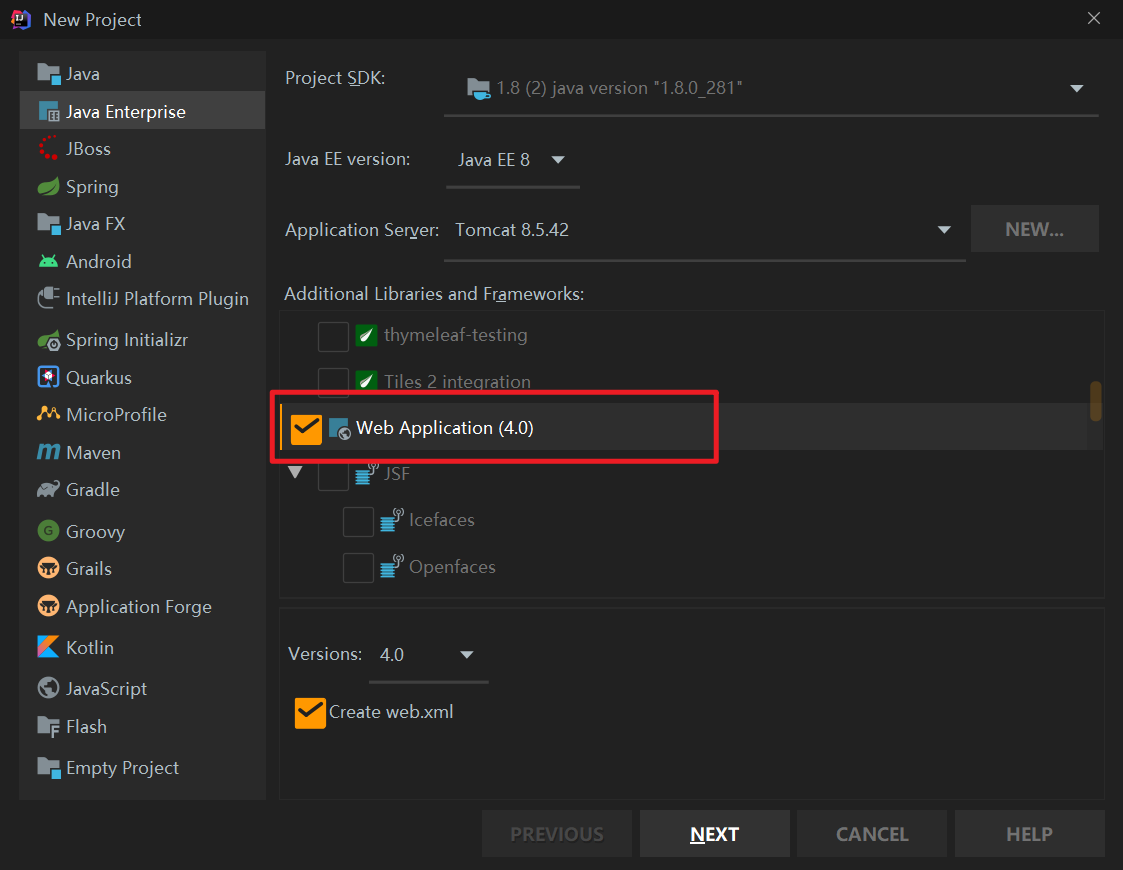 New Project
Java
Java Enterprise
JBoss
Spring
Java FX
Android
IntelliJ Platform Plugin
Spring Initializr
Quarkus
MicroProfile
Maven
Gradle
Groovy
Grails
Application Forge
Kotlin
JavaScript
Flash
Empty Project
Project SDK:
1.8 (2) java version "1.8.0_281"
Java EE version:
Java EE 8
Application Server:
Tomcat 8.5.42
NEW...
Additional Libraries and Frameworks:
thymeleaf-testing
Tiles 2 integration
Web Application (4.0)
JSF
Icefaces
Openfaces
Versions:
4.0
Create web.xml
PREVIOUS
NEXT
CANCEL
HELP